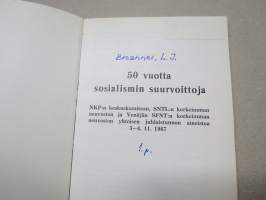 Brezhnev, L.J.
50 vuotta
sosialismin suurvoittoja
NKP:n keskuskomitean, SNTL:n korkeimman
neuvoston ja Venäjän SFNT:n korkeimman
neuvoston yhteisen juhlaistunnon aineistoa
3–4. 11. 1967